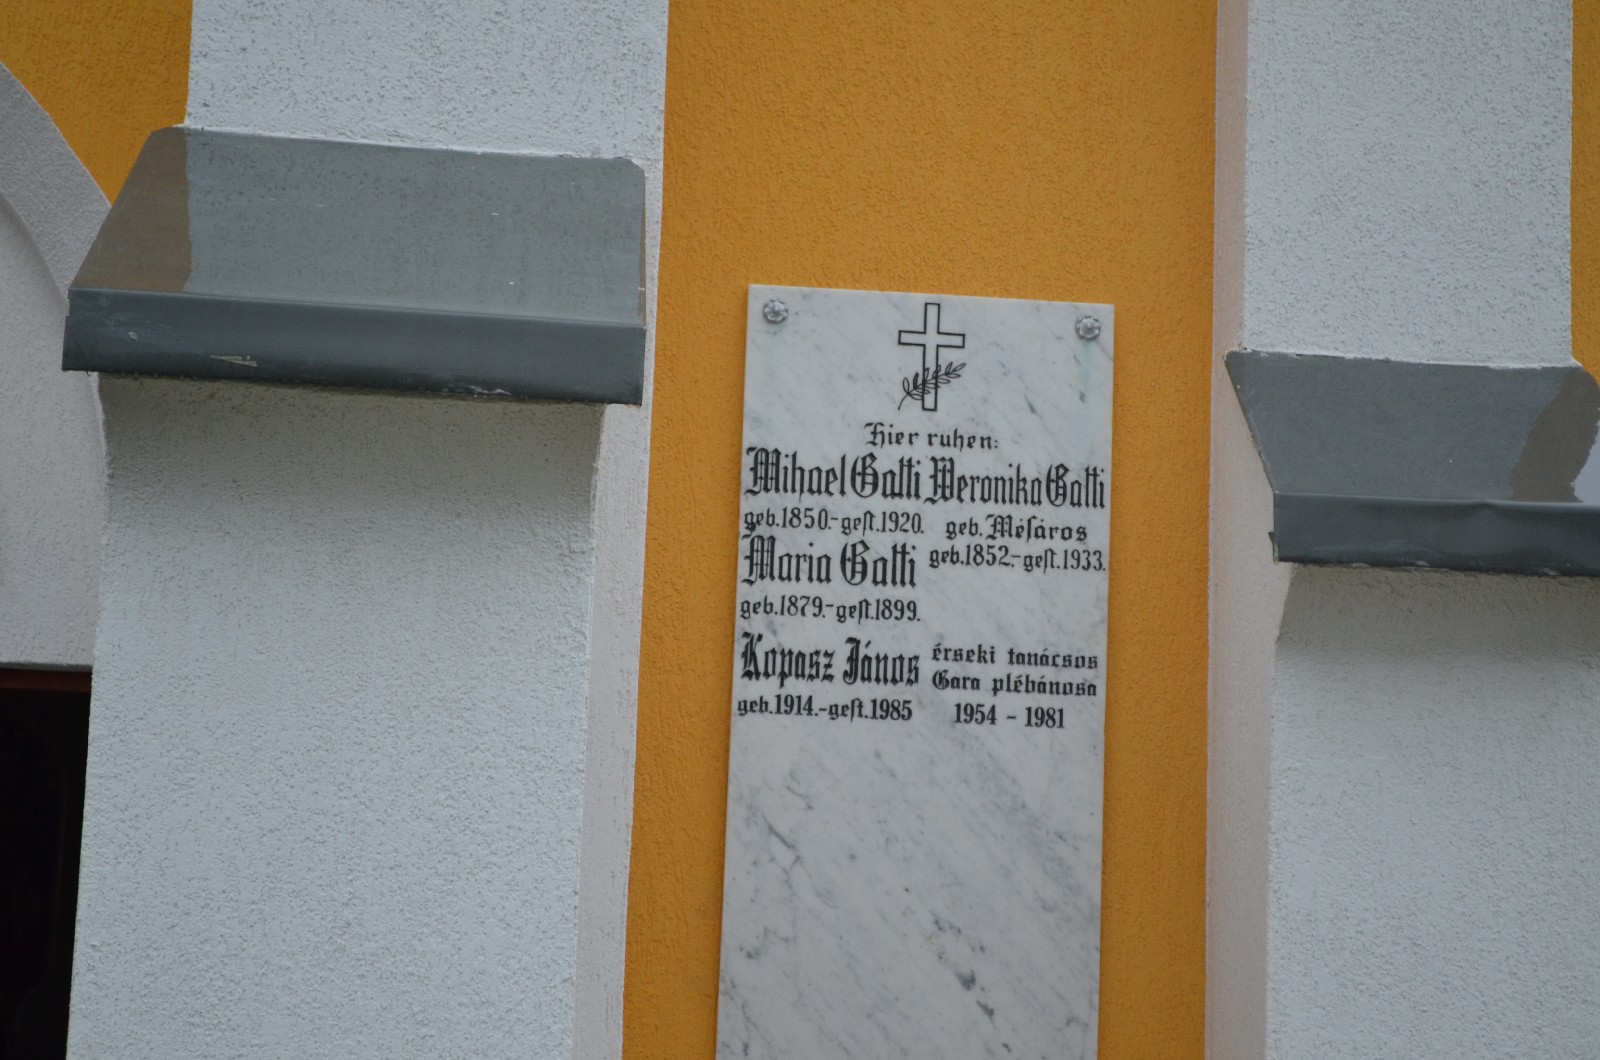 Hier ruhen:
Mihael Gatti Weronika Gatti
geb.1850.-gest.1920. geb. Mésáros
Maria Gatti geb.1852.-gest.1933.
geb.1879.-gest.1899.
Kopasz János érseki tanácsos
Gara plébánosa
geb.1914.-gest.1985 1954 - 1981